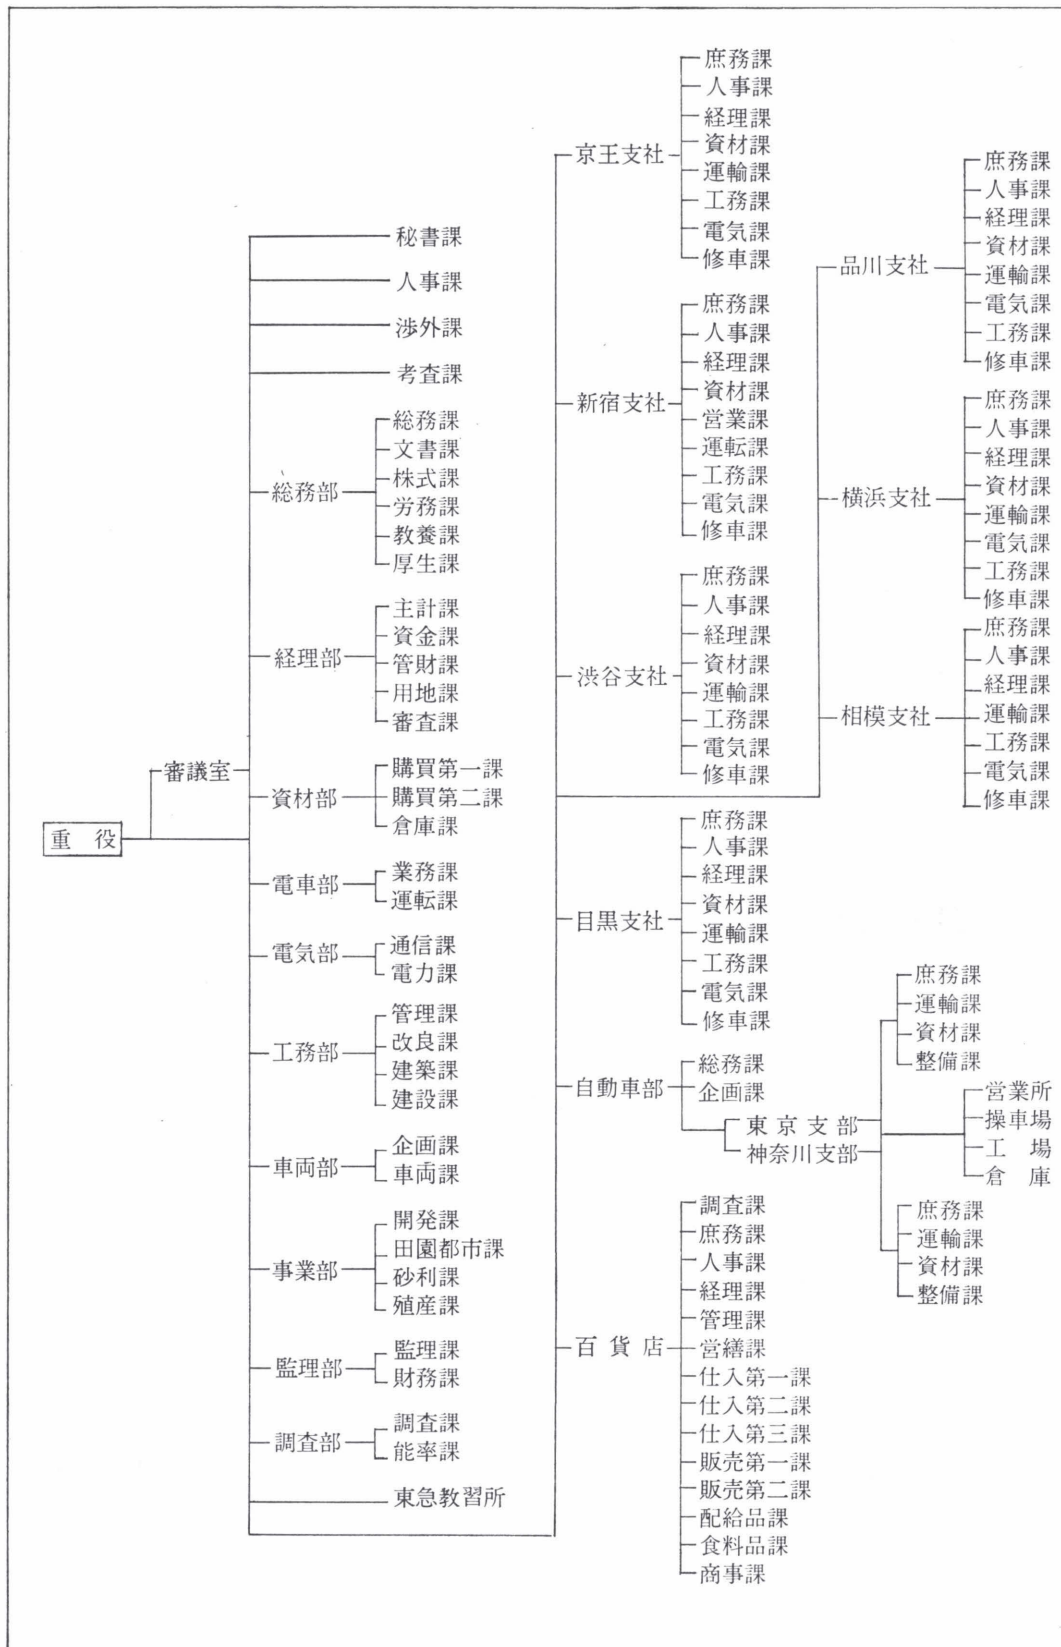 重役
審議室
秘書課
人事課
渉外課
考査課
総務部
総務課
文書課
株式課
労務課
教養課
厚生課
経理部
主計課
資金課
管財課
用地課
審査課
資材部
購買第一課
購買第二課
倉庫課
電車部
業務課
運転課
電気部
通信課
電力課
工務部
管理課
改良課
建築課
建設課
車両部
企画課
車両課
事業部
開発課
田園都市課
砂利課
殖産課
監理部
監理課
財務課
調査部
調査課
能率課
東急教習所
京王支社
庶務課
人事課
経理課
資材課
運輸課
工務課
電気課
修車課
新宿支社
庶務課
人事課
経理課
資材課
営業課
運転課
工務課
電気課
修車課
渋谷支社
庶務課
人事課
経理課
資材課
運輸課
工務課
電気課
修車課
目黒支社
庶務課
人事課
経理課
資材課
運輸課
工務課
電気課
修車課
自動車部
総務課
企画課
東京支部
神奈川支部
庶務課
運輸課
資材課
整備課
営業所
操車場
工場
倉庫
庶務課
運輸課
資材課
整備課
百貨店
調査課
庶務課
人事課
経理課
管理課
営繕課
仕入第一課
仕入第二課
仕入第三課
販売第一課
販売第二課
配給品課
食料品課
商事課
品川支社
庶務課
人事課
経理課
資材課
運輸課
電気課
工務課
修車課
横浜支社
庶務課
人事課
経理課
資材課
運輸課
電気課
工務課
修車課
相模支社
庶務課
人事課
経理課
運輸課
工務課
電気課
修車課